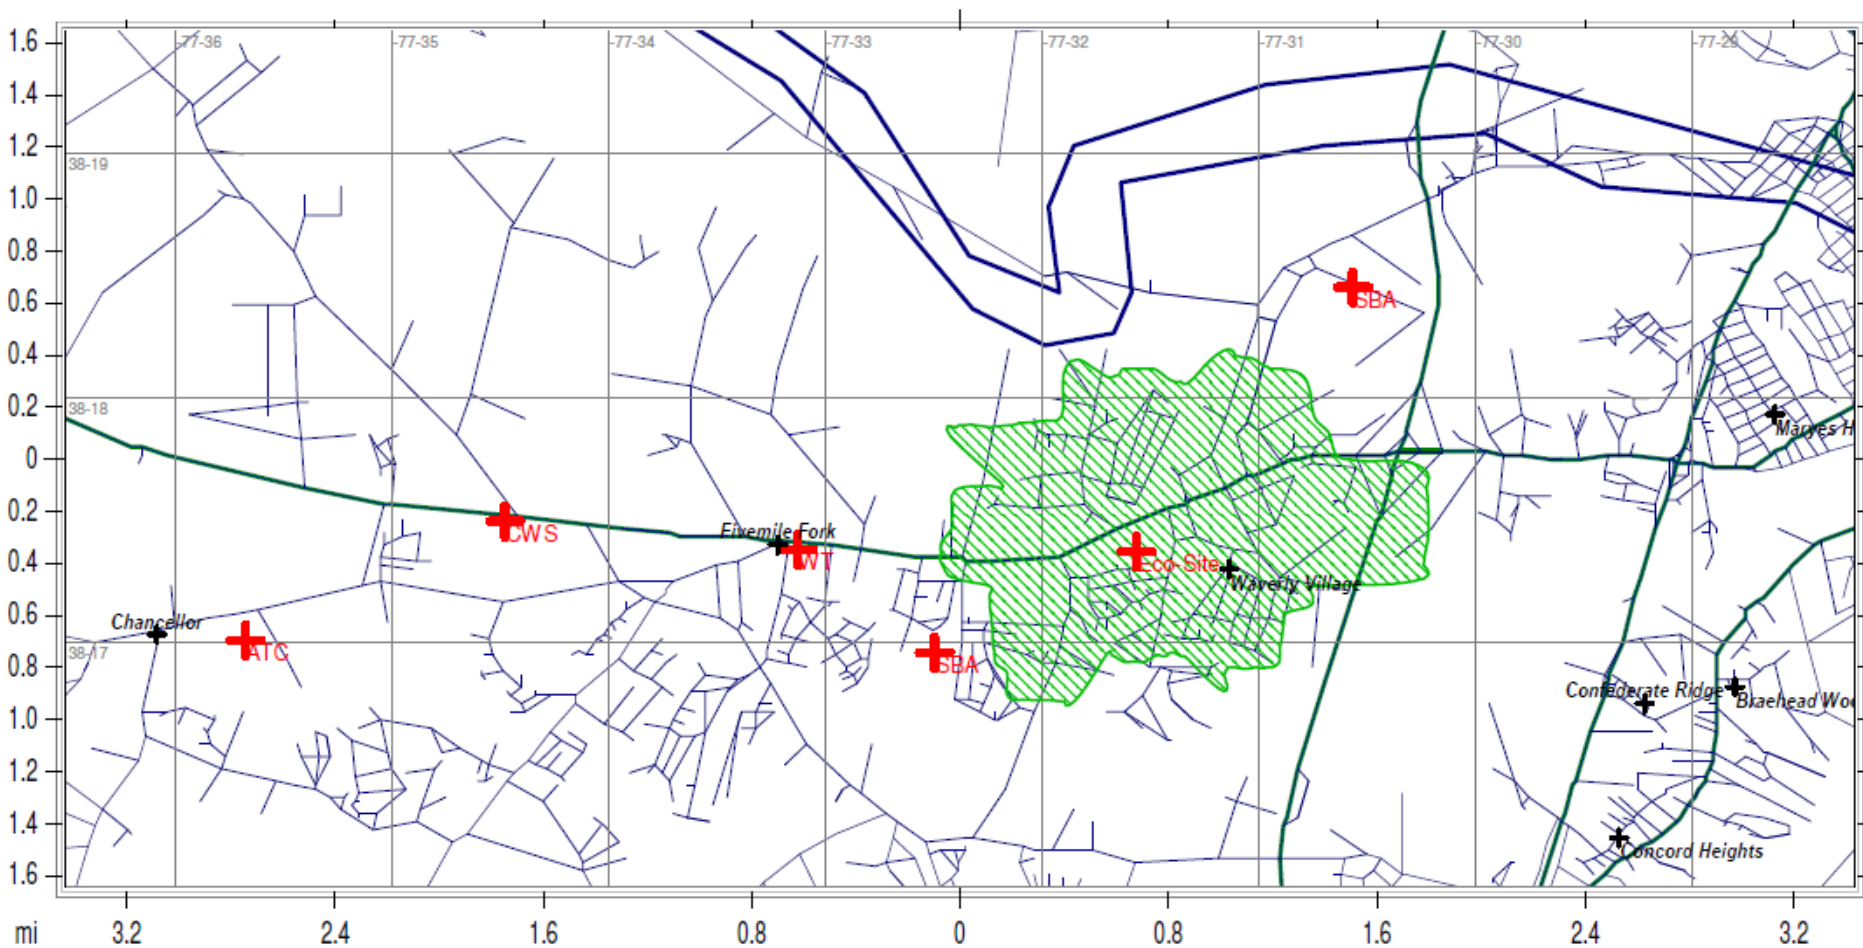 1.6
-77-36
-77-35
-77-34
-77-33
-77-32
-77-31
-77-30
-77-29
1.4
1.2
38-19
1.0
0.8
0.6
SBA
0.4
0.2
38-18
Maryes H
0
0.2
CWS
Fivemile Fork
WT
0.4
Eco-Site
Waverly Village
0.6
Chancellor
38-17
ATC
0.8
SBA
Confederate Ridge
Braehead Woo
1.0
1.2
1.4
Concord Heights
1.6
mi
3.2
2.4
1.6
0.8
0
0.8
1.6
2.4
3.2